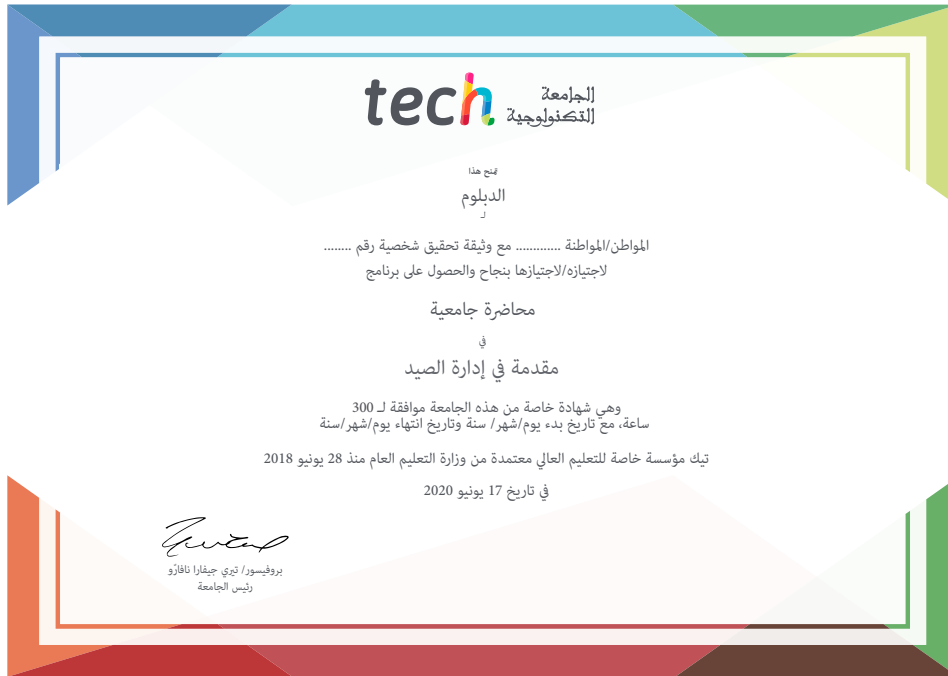 tech الجامعة
التكنولوجية
يمنح هذا
الدبلوم
لـ
المواطن/المواطنة ............. مع وثيقة تحقيق شخصية رقم ........
لاجتيازه/لاجتيازها بنجاح والحصول على برنامج
محاضرة جامعية
في
مقدمة في إدارة الصيد
وهي شهادة خاصة من هذه الجامعة موافقة لـ 300
ساعة، مع تاريخ بدء يوم/شهر/ سنة وتاريخ انتهاء يوم/شهر/سنة
تيك مؤسسة خاصة للتعليم العالي معتمدة من وزارة التعليم العام منذ 28 يونيو 2018
في تاريخ 17 يونيو 2020
بروفيسور/ تيري جيفارا نافارّو
رئيس الجامعة